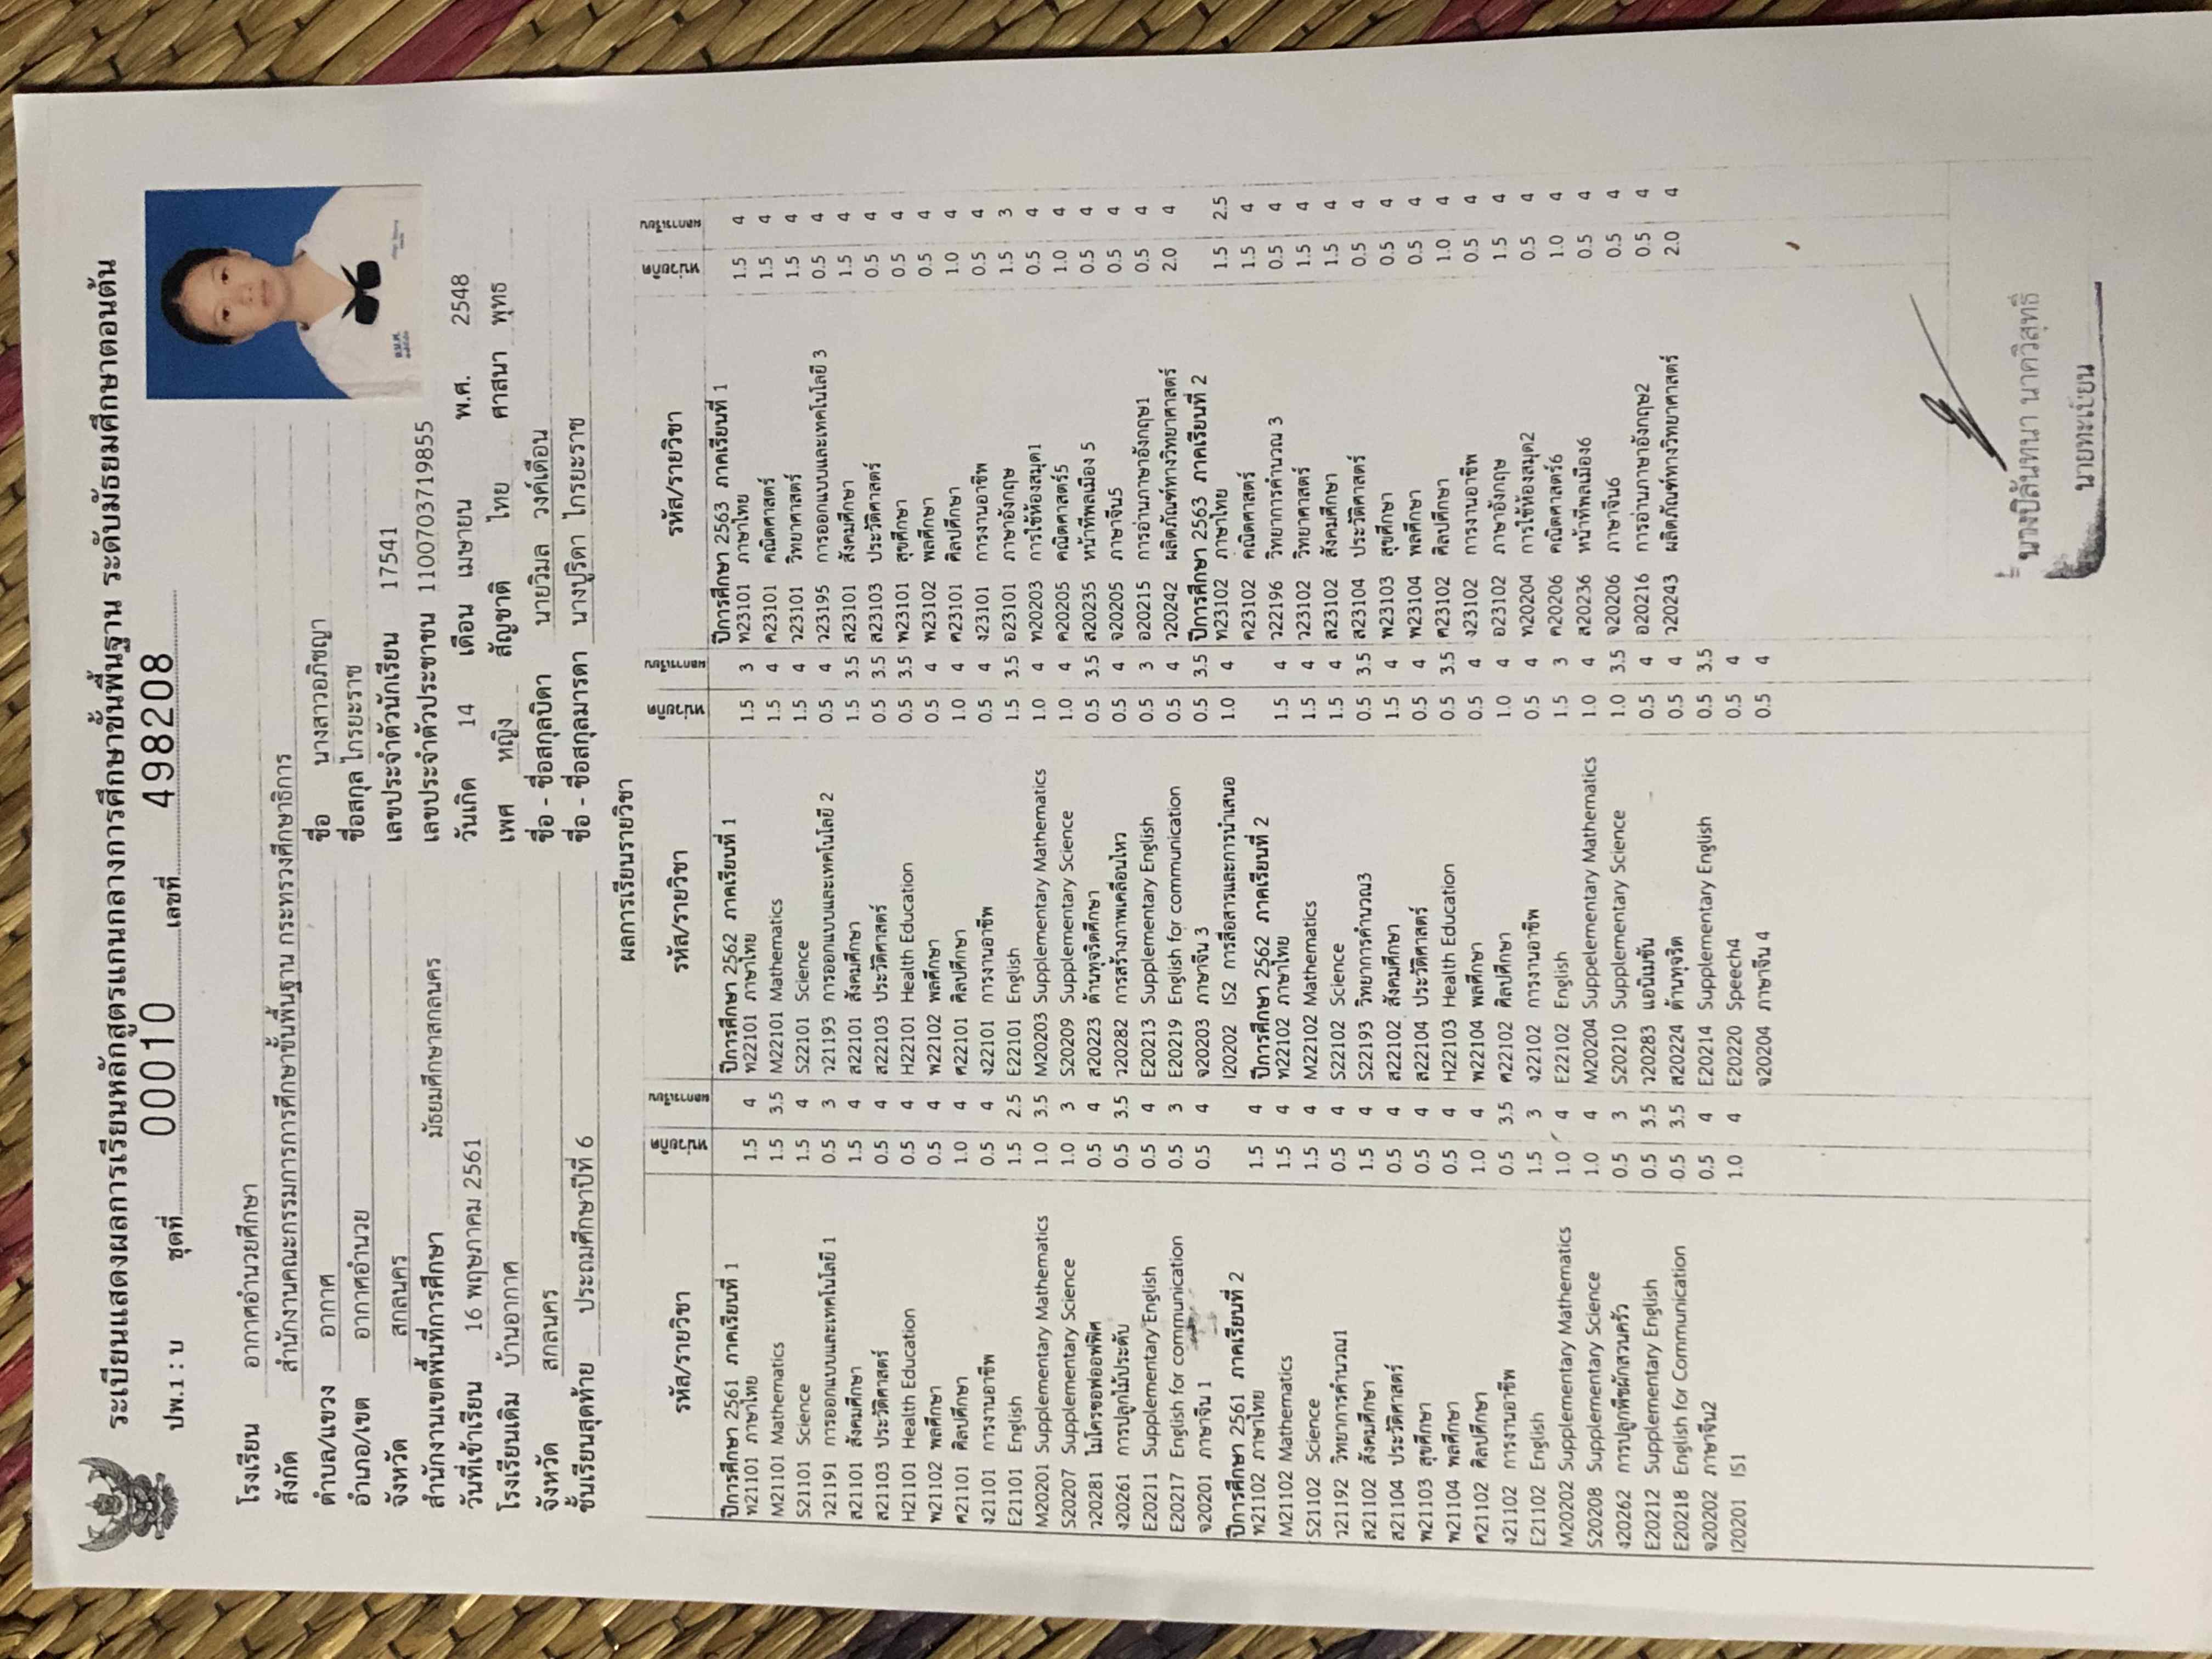 ระเบียนแสดงผลการเรียนหลักสูตรแกนกลางการศึกษาขั้นพื้นฐาน ระดับมัธยมศึกษาตอนต้น
ปพ.1 : บ ชุดที่ 00010 เลขที่ 498208
โรงเรียน อากาศอำนวยศึกษา
สังกัด สำนักงานคณะกรรมการการศึกษาขั้นพื้นฐาน กระทรวงศึกษาธิการ
ตำบล/แขวง อากาศ
อำเภอ/เขต อากาศอำนวย
จังหวัด สกลนคร
สำนักงานเขตพื้นที่การศึกษา มัธยมศึกษาสกลนคร
วันที่เข้าเรียน 16 พฤษภาคม 2561
โรงเรียนเดิม บ้านอากาศ
จังหวัด สกลนคร
ชั้นเรียนสุดท้าย ประถมศึกษาปีที่ 6
ชื่อ นางสาวอภิชญา
ชื่อสกุล ไกรยะราช
เลขประจำตัวนักเรียน 17541
เลขประจำตัวประชาชน 1100703719855
วันเกิด 14 เดือน เมษายน พ.ศ. 2548
เพศ หญิง สัญชาติ ไทย ศาสนา พุทธ
ชื่อ - ชื่อสกุลบิดา นายวิมล วงค์เดือน
ชื่อ - ชื่อสกุลมารดา นางปูริดา ไกรยะราช
ผลการเรียนรายวิชา
รหัส/รายวิชา หน่วยกิต ผลการเรียน
ปีการศึกษา 2561 ภาคเรียนที่ 1
ท21101 ภาษาไทย 1.5 4
M21101 Mathematics 1.5 3.5
S21101 Science 1.5 4
ว21191 การออกแบบและเทคโนโลยี 1 0.5 3
ส21101 สังคมศึกษา 1.5 4
ส21103 ประวัติศาสตร์ 0.5 4
H21101 Health Education 0.5 4
พ21102 พลศึกษา 0.5 4
ศ21101 ศิลปศึกษา 1.0 4
ง21101 การงานอาชีพ 0.5 4
E21101 English 1.5 2.5
M20201 Supplementary Mathematics 1.0 3.5
S20207 Supplementary Science 1.0 3
ว20281 ไมโครซอฟออฟฟิศ 0.5 4
ง20261 การปลูกไม้ประดับ 0.5 3.5
E20211 Supplementary English 0.5 4
E20217 English for communication 0.5 3
จ20201 ภาษาจีน 1 0.5 4
ปีการศึกษา 2561 ภาคเรียนที่ 2
ท21102 ภาษาไทย 1.5 4
M21102 Mathematics 1.5 4
S21102 Science 1.5 4
ว21192 วิทยาการคำนวณ1 0.5 4
ส21102 สังคมศึกษา 1.5 4
ส21104 ประวัติศาสตร์ 0.5 4
พ21103 สุขศึกษา 0.5 4
พ21104 พลศึกษา 0.5 4
ศ21102 ศิลปศึกษา 1.0 4
ง21102 การงานอาชีพ 0.5 3.5
E21102 English 1.5 3
M20202 Supplementary Mathematics 1.0 4
S20208 Supplementary Science 1.0 4
ง20262 การปลูกพืชผักสวนครัว 0.5 3
E20212 Supplementary English 0.5 3.5
E20218 English for Communication 0.5 3.5
จ20202 ภาษาจีน2 0.5 4
I20201 IS1 1.0 4
รหัส/รายวิชา หน่วยกิต ผลการเรียน
ปีการศึกษา 2562 ภาคเรียนที่ 1
ท22101 ภาษาไทย 1.5 3
M22101 Mathematics 1.5 4
S22101 Science 1.5 4
ว21193 การออกแบบและเทคโนโลยี 2 0.5 4
ส22101 สังคมศึกษา 1.5 3.5
ส22103 ประวัติศาสตร์ 0.5 3.5
H22101 Health Education 0.5 3.5
พ22102 พลศึกษา 0.5 4
ศ22101 ศิลปศึกษา 1.0 4
ง22101 การงานอาชีพ 0.5 4
E22101 English 1.5 3.5
M20203 Supplementary Mathematics 1.0 4
S20209 Supplementary Science 1.0 4
ส20223 ต้านทุจริตศึกษา 0.5 3.5
ว20282 การสร้างภาพเคลื่อนไหว 0.5 4
E20213 Supplementary English 0.5 3
E20219 English for communication 0.5 4
จ20203 ภาษาจีน 3 0.5 3.5
I20202 IS2 การสื่อสารและการนำเสนอ 1.0 4
ปีการศึกษา 2562 ภาคเรียนที่ 2
ท22102 ภาษาไทย 1.5 4
M22102 Mathematics 1.5 4
S22102 Science 1.5 4
S22193 วิทยาการคำนวณ3 0.5 3.5
ส22102 สังคมศึกษา 1.5 4
ส22104 ประวัติศาสตร์ 0.5 4
H22103 Health Education 0.5 3.5
พ22104 พลศึกษา 0.5 4
ศ22102 ศิลปศึกษา 1.0 4
ง22102 การงานอาชีพ 0.5 4
E22102 English 1.5 3
M20204 Suppelementary Mathematics 1.0 4
S20210 Supplementary Science 1.0 3.5
ว20283 แอนิเมชัน 0.5 4
ส20224 ต้านทุจริต 0.5 4
E20214 Supplementary English 0.5 3.5
E20220 Speech4 0.5 4
จ20204 ภาษาจีน 4 0.5 4
รหัส/รายวิชา หน่วยกิต ผลการเรียน
ปีการศึกษา 2563 ภาคเรียนที่ 1
ท23101 ภาษาไทย 1.5 4
ค23101 คณิตศาสตร์ 1.5 4
ว23101 วิทยาศาสตร์ 1.5 4
ว23195 การออกแบบและเทคโนโลยี 3 0.5 4
ส23101 สังคมศึกษา 1.5 4
ส23103 ประวัติศาสตร์ 0.5 4
พ23101 สุขศึกษา 0.5 4
พ23102 พลศึกษา 0.5 4
ศ23101 ศิลปศึกษา 1.0 4
ง23101 การงานอาชีพ 0.5 4
อ23101 ภาษาอังกฤษ 1.5 3
ท20203 การใช้ห้องสมุด1 0.5 4
ค20205 คณิตศาสตร์5 1.0 4
ส20235 หน้าที่พลเมือง 5 0.5 4
จ20205 ภาษาจีน5 0.5 4
อ20215 การอ่านภาษาอังกฤษ1 0.5 4
ว20242 ผลิตภัณฑ์ทางวิทยาศาสตร์ 2.0 4
ปีการศึกษา 2563 ภาคเรียนที่ 2
ท23102 ภาษาไทย 1.5 2.5
ค23102 คณิตศาสตร์ 1.5 4
ว22196 วิทยาการคำนวณ 3 0.5 4
ว23102 วิทยาศาสตร์ 1.5 4
ส23102 สังคมศึกษา 1.5 4
ส23104 ประวัติศาสตร์ 0.5 4
พ23103 สุขศึกษา 0.5 4
พ23104 พลศึกษา 0.5 4
ศ23102 ศิลปศึกษา 1.0 4
ง23102 การงานอาชีพ 0.5 4
อ23102 ภาษาอังกฤษ 1.5 4
ท20204 การใช้ห้องสมุด2 0.5 4
ค20206 คณิตศาสตร์6 1.0 4
ส20236 หน้าที่พลเมือง6 0.5 4
จ20206 ภาษาจีน6 0.5 4
อ20216 การอ่านภาษาอังกฤษ2 0.5 4
ว20243 ผลิตภัณฑ์ทางวิทยาศาสตร์ 2.0 4
นางปิลันทนา นาควิสุทธิ์
นายทะเบียน